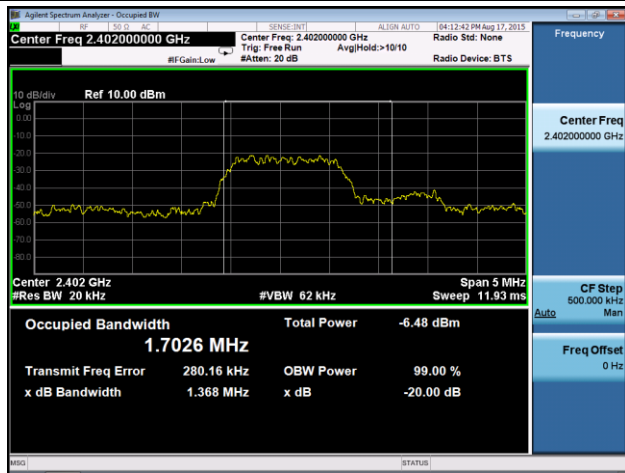 Agilent Spectrum Analyzer - Occupied BW
RF 50 Ω AC SENSE:INT ALIGN AUTO 04:12:42 PM Aug 17, 2015
Center Freq 2.402000000 GHz
Center Freq: 2.402000000 GHz
Radio Std: None
Trig: Free Run Avg|Hold:>10/10
#IFGain:Low
#Atten: 20 dB
Radio Device: BTS
Frequency
10 dB/div Ref 10.00 dBm
Log
0.00
-10.0
-20.0
-30.0
-40.0
-50.0
-60.0
-70.0
-80.0
Center 2.402 GHz
Span 5 MHz
#Res BW 20 kHz
#VBW 62 kHz
Sweep 11.93 ms
Occupied Bandwidth
Total Power -6.48 dBm
1.7026 MHz
Transmit Freq Error 280.16 kHz
OBW Power 99.00 %
x dB Bandwidth 1.368 MHz
x dB -20.00 dB
Center Freq
2.402000000 GHz
CF Step
500.000 kHz
Auto Man
Freq Offset
0 Hz
MSG
STATUS